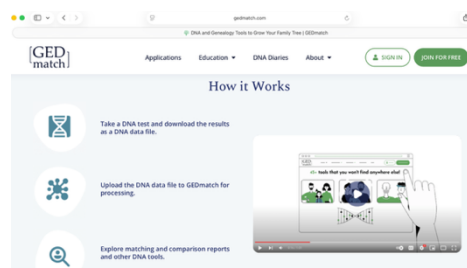 gedmatch.com
DNA and Genealogy Tools to Grow Your Family Tree | GEDmatch
[GED]
match
Applications
Education
DNA Diaries
About
SIGN IN
JOIN FOR FREE
How it Works
Take a DNA test and download the results
as a DNA data file.
Upload the DNA data file to GEDmatch for
processing.
Explore matching and comparison reports
and other DNA tools.
tools that you won't find anywhere else!